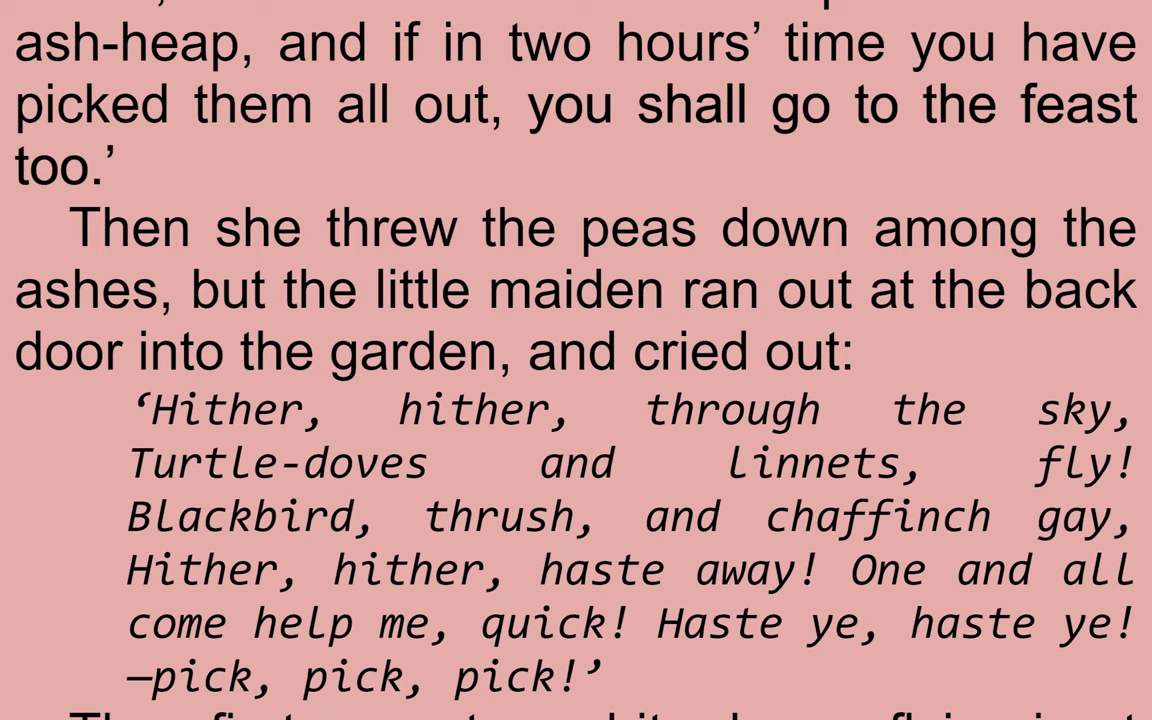 ash-heap, and if in two hours’ time you have
picked them all out, you shall go to the feast
too.’
Then she threw the peas down among the
ashes, but the little maiden ran out at the back
door into the garden, and cried out:
‘Hither, hither, through the sky,
Turtle-doves and linnets, fly!
Blackbird, thrush, and chaffinch gay,
Hither, hither, haste away! One and all
come help me, quick! Haste ye, haste ye!
—pick, pick, pick!’